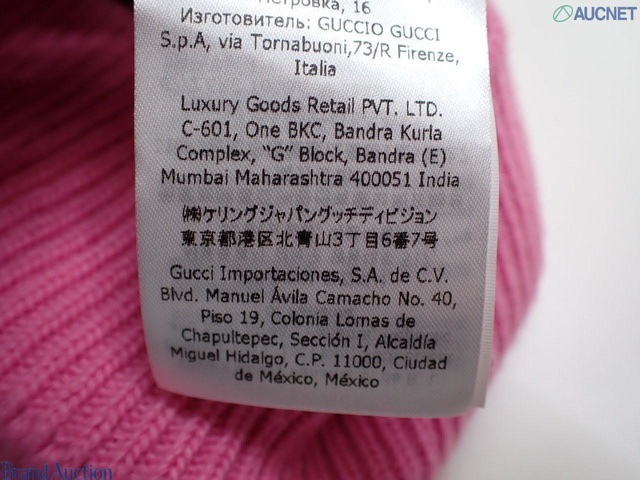 AUCNET
Петровка, 16
Изготовитель: GUCCIO GUCCI
S.p.A, via Tornabuoni,73/R Firenze,
Italia
Luxury Goods Retail PVT. LTD.
C-601, One BKC, Bandra Kurla
Complex, "G" Block, Bandra (E)
Mumbai Maharashtra 400051 India
㈱ケリングジャパングッチディビジョン
東京都港区北青山3丁目6番7号
Gucci Importaciones, S.A. de C.V.
Blvd. Manuel Ávila Camacho No. 40,
Piso 19, Colonia Lomas de
Chapultepec, Sección I, Alcaldía
Miguel Hidalgo, C.P. 11000, Ciudad
de México, México
Brand Auction